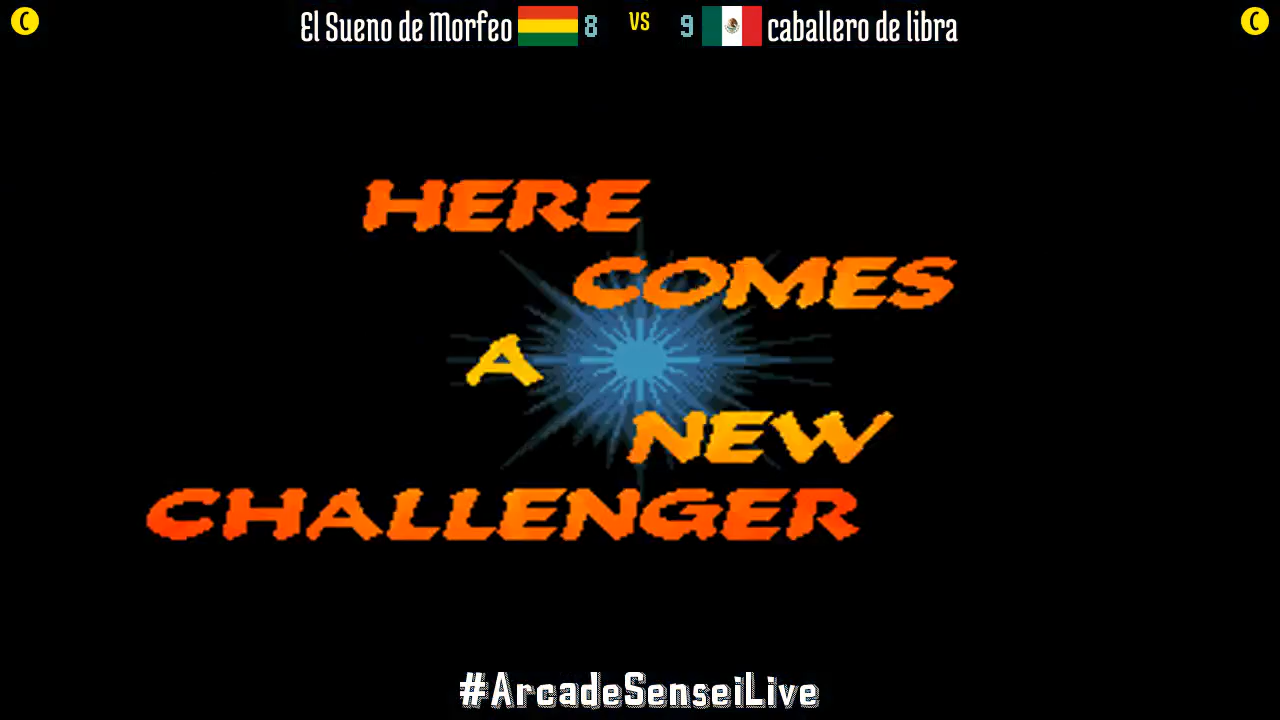 C El Sueno de Morfeo 8 VS 9 caballero de libra C
HERE
COMES
A
NEW
CHALLENGER
#ArcadeSenseiLive